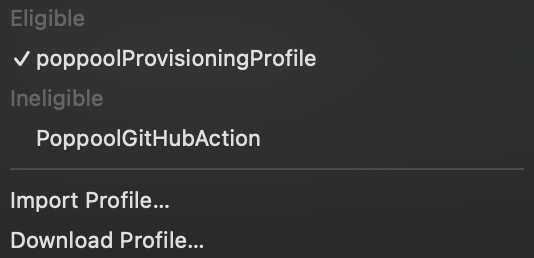 Eligible
✓ poppoolProvisioningProfile
Ineligible
PoppoolGitHubAction
Import Profile...
Download Profile...